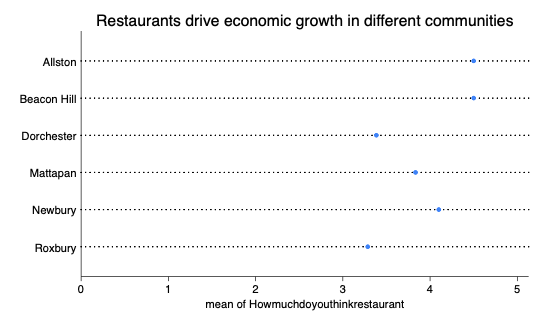 Restaurants drive economic growth in different communities
Allston
Beacon Hill
Dorchester
Mattapan
Newbury
Roxbury
0 1 2 3 4 5
mean of Howmuchdoyouthinkrestaurant